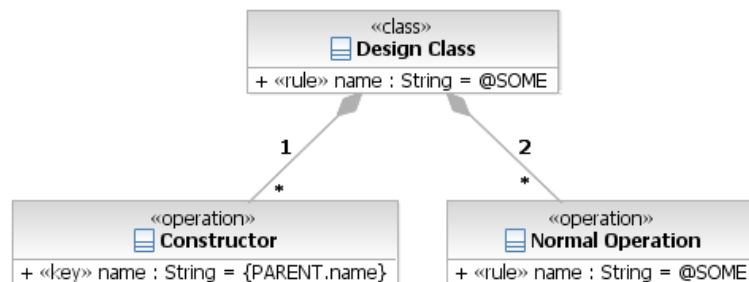 «class»
Design Class
+ «rule» name : String = @SOME
1
2
*
*
«operation»
Constructor
+ «key» name : String = {PARENT.name}
«operation»
Normal Operation
+ «rule» name : String = @SOME